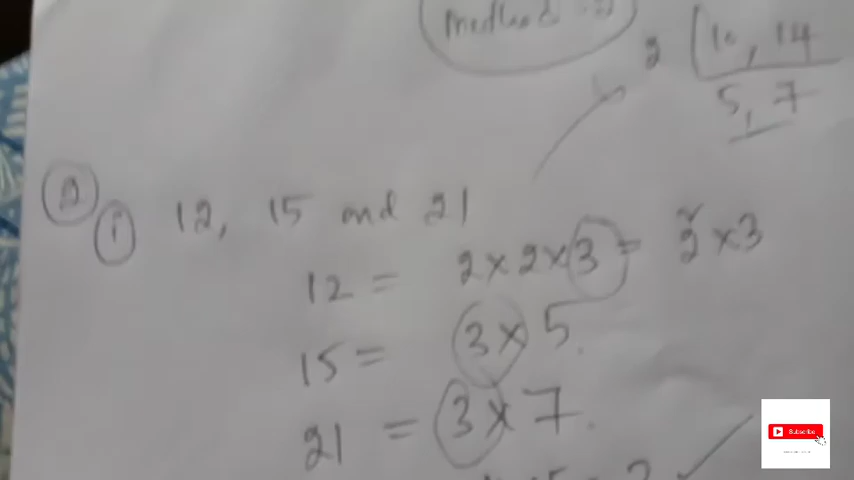 Method
2 ( 10, 14
5, 7
②
① 12, 15 and 21
12 = 2 × 2 × 3 = 2² × 3
15 = 3 × 5.
21 = 3 × 7.
Subscribe